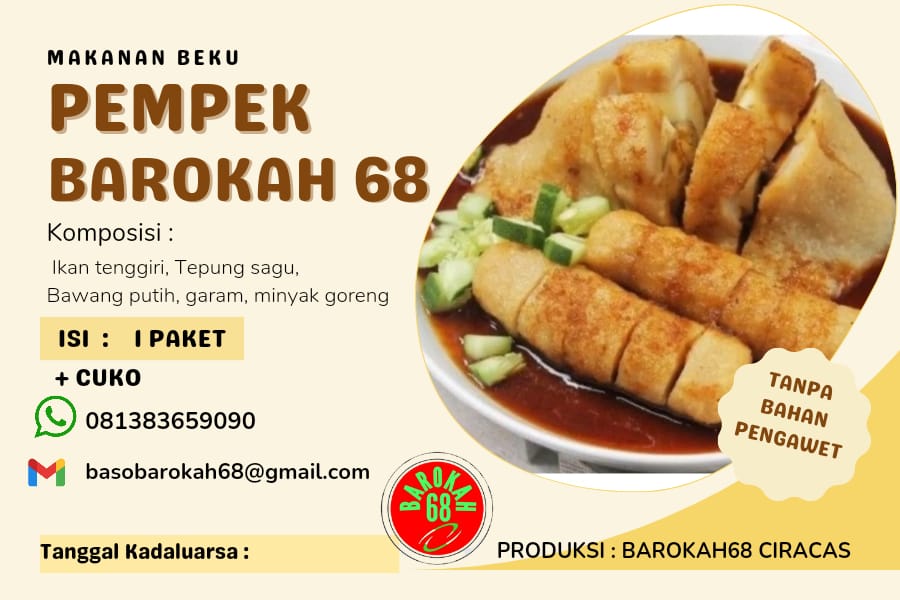 MAKANAN BEKU
PEMPEK
BAROKAH 68
Komposisi :
Ikan tenggiri, Tepung sagu,
Bawang putih, garam, minyak goreng
ISI : 1 PAKET
+ CUKO
081383659090
basobarokah68@gmail.com
Tanggal Kadaluarsa :
TANPA
BAHAN
PENGAWET
BAROKAH
68
PRODUKSI : BAROKAH68 CIRACAS